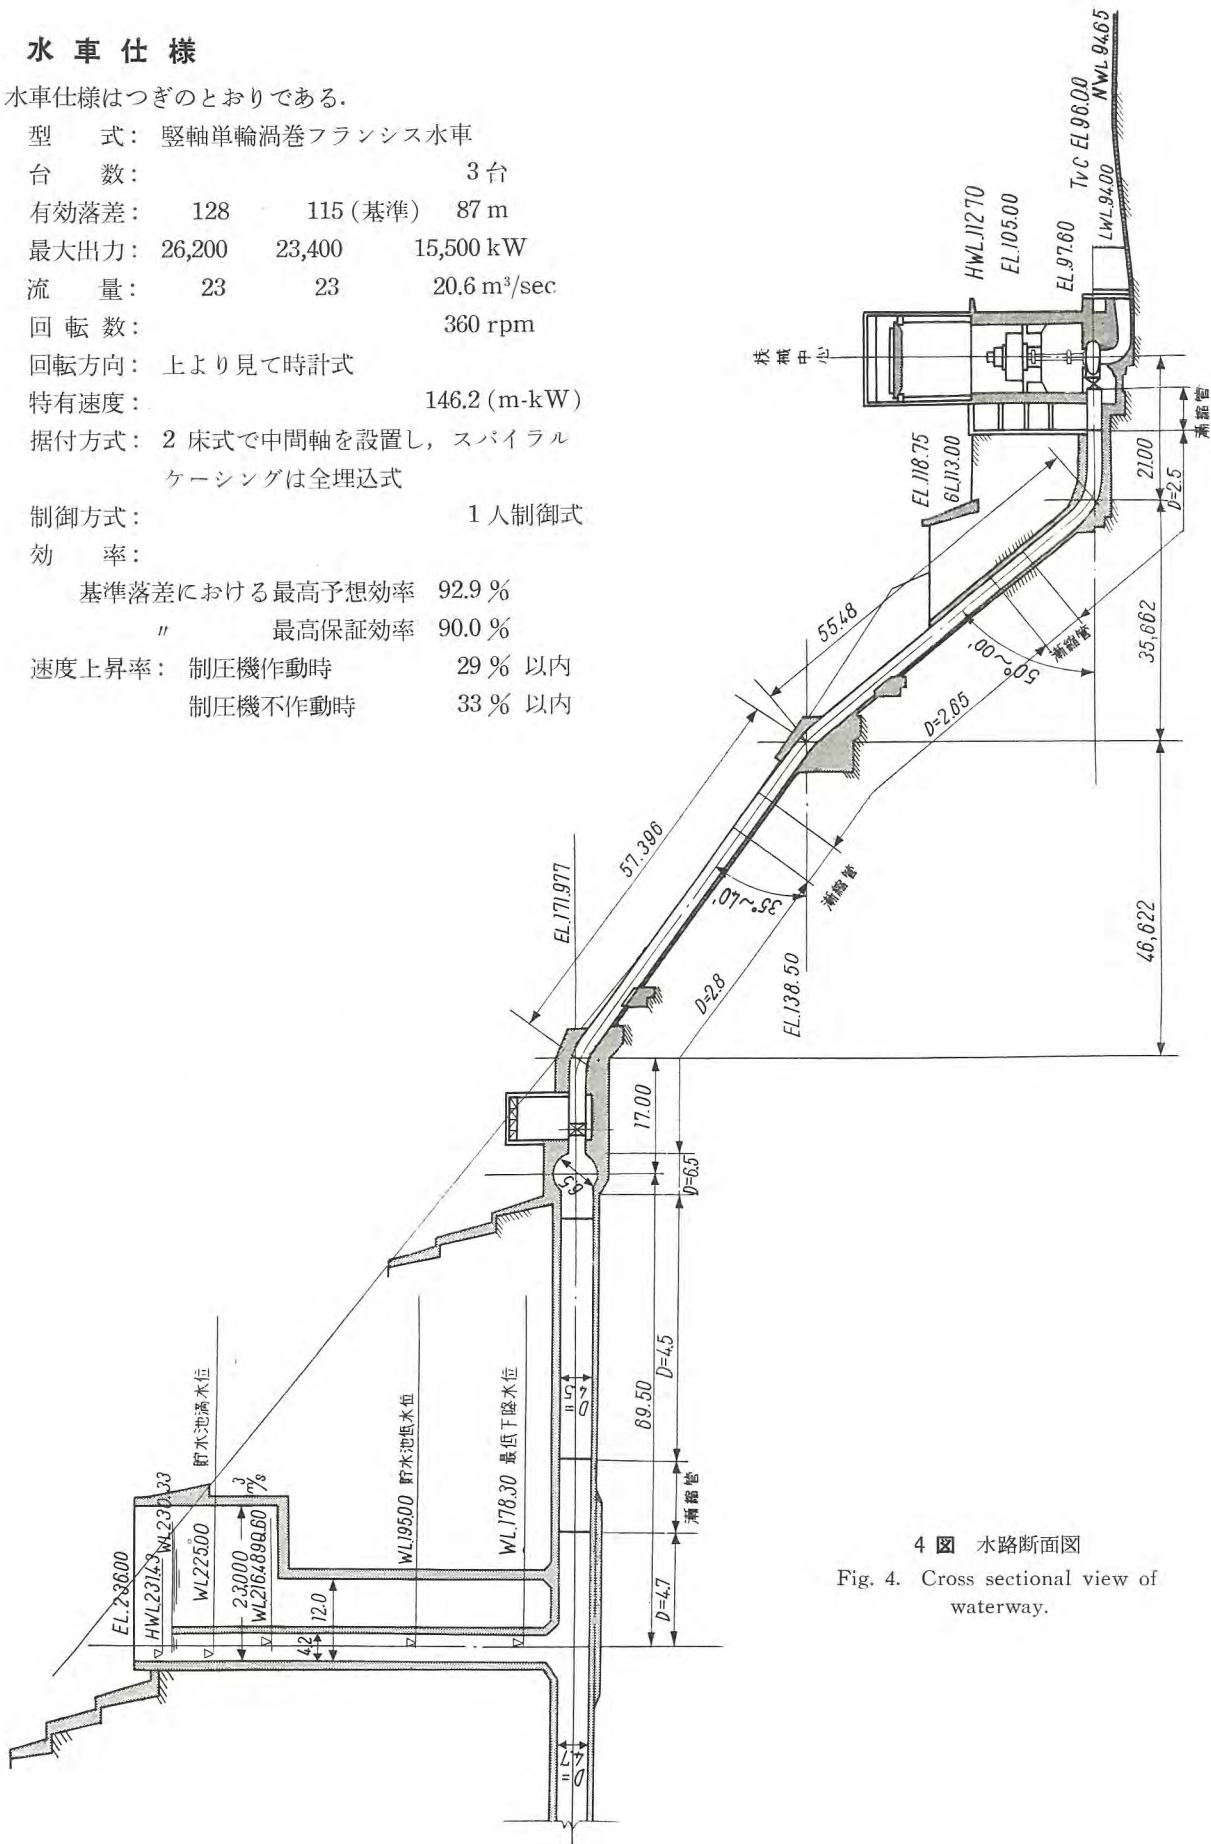 水車仕様
水車仕様はつぎのとおりである.
型　式： 竪軸単輪渦巻フランシス水車
台　数： 3台
有効落差： 128 115(基準) 87 m
最大出力： 26,200 23,400 15,500 kW
流　量： 23 23 20.6 m³/sec
回転数： 360 rpm
回転方向： 上より見て時計式
特有速度： 146.2 (m-kW)
据付方式： 2床式で中間軸を設置し，スパイラル
ケーシングは全埋込式
制御方式： 1人制御式
効　率：
基準落差における最高予想効率 92.9 %
〃 最高保証効率 90.0 %
速度上昇率： 制圧機作動時 29 % 以内
制圧機不作動時 33 % 以内
NWL 94.65
TvC EL 96.00
LWL.94.00
HWL.112 70
EL.105.00
EL.97.60
機械中心
漸縮管
21.00
D=2.5
EL.118.75
6L.113.00
55.48
50°~00'
漸縮管
35,662
D=2.65
57.396
EL.171.977
35°~40'
漸縮管
46,622
D=2.8
EL.138.50
17.00
6.5
D=6.5
D=4.5
69.50
D=4.5
漸縮管
D=4.7
D=4.7
貯水池満水位
WL.230.33
WL225.00
EL.236.00
HWL.231.43
23.000
m³/s
12.0
4.2
WL195.00 貯水池低水位
WL.178.30 最低下降水位
4 図 水路断面図
Fig. 4. Cross sectional view of
waterway.